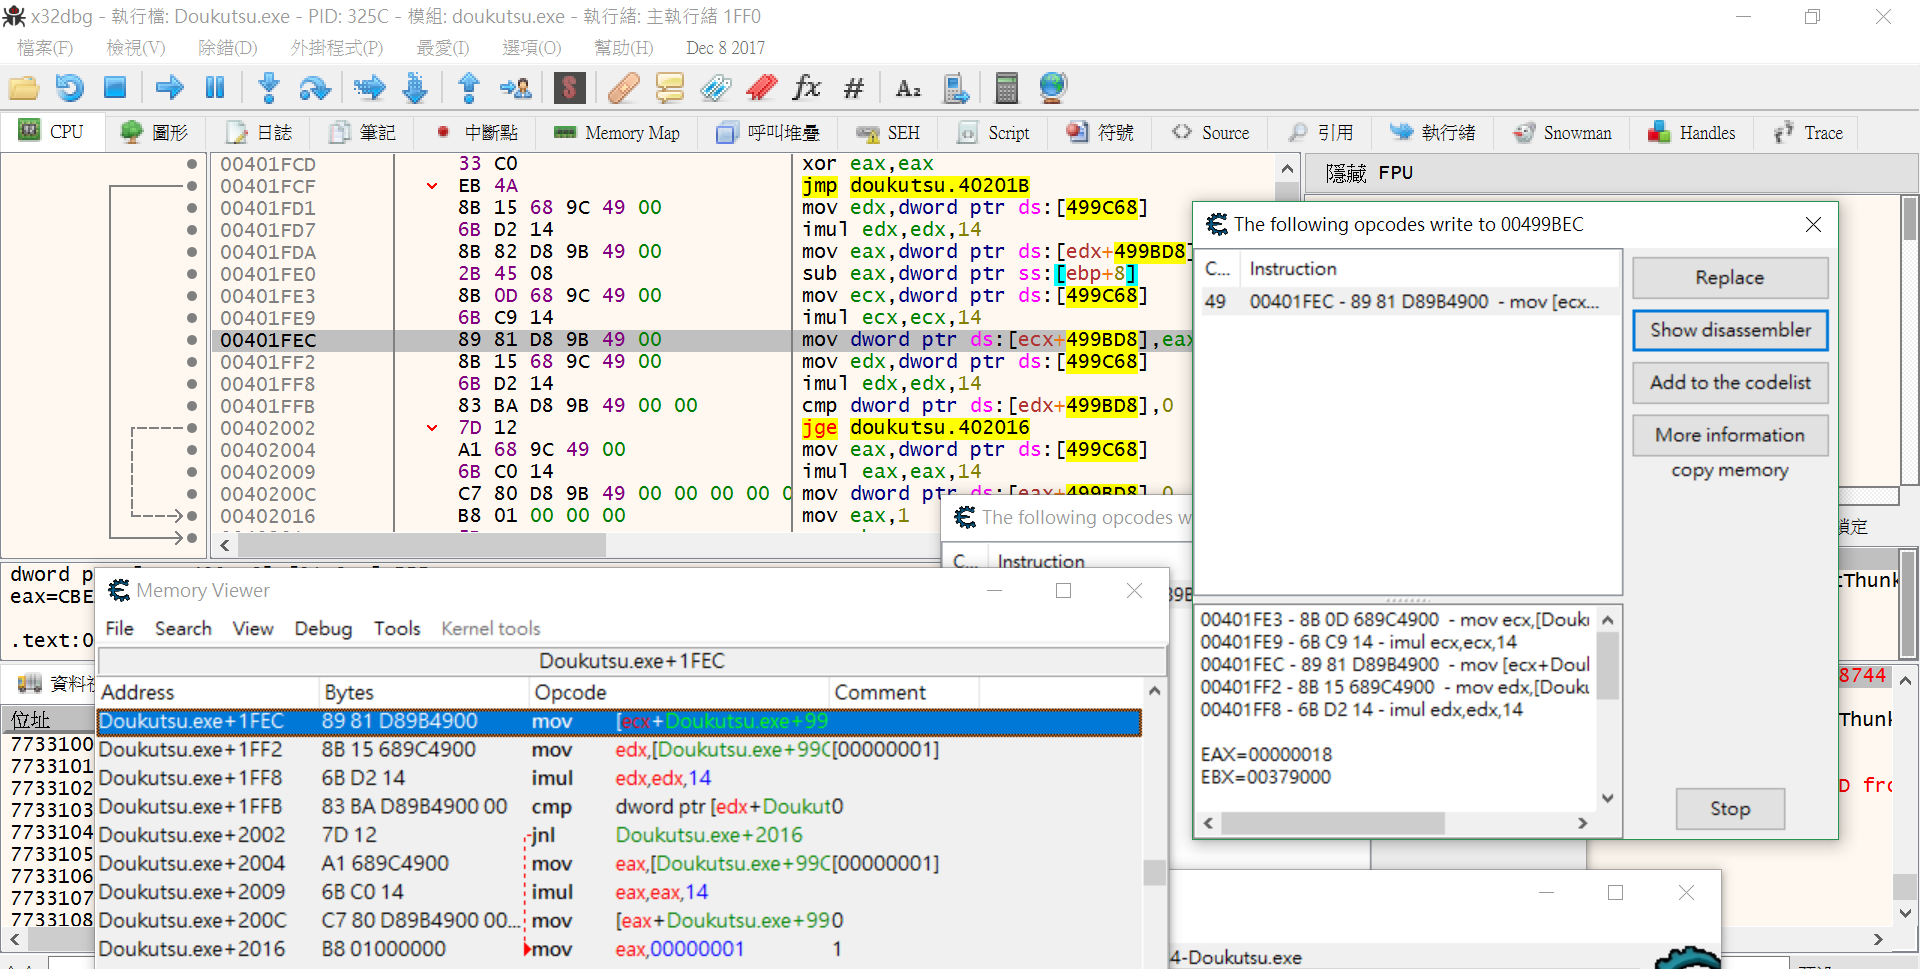 x32dbg - 執行檔: Doukutsu.exe - PID: 325C - 模組: doukutsu.exe - 執行緒: 主執行緒 1FF0
檔案(F) 檢視(V) 除錯(D) 外掛程式(P) 最愛(I) 選項(O) 幫助(H) Dec 8 2017
CPU 圖形 日誌 筆記 中斷點 Memory Map 呼叫堆疊 SEH Script 符號 Source 引用 執行緒 Snowman Handles Trace
00401FCD 33 C0 xor eax,eax
00401FCF EB 4A jmp doukutsu.40201B
00401FD1 8B 15 68 9C 49 00 mov edx,dword ptr ds:[499C68]
00401FD7 6B D2 14 imul edx,edx,14
00401FDA 8B 82 D8 9B 49 00 mov eax,dword ptr ds:[edx+499BD8]
00401FE0 2B 45 08 sub eax,dword ptr ss:[ebp+8]
00401FE3 8B 0D 68 9C 49 00 mov ecx,dword ptr ds:[499C68]
00401FE9 6B C9 14 imul ecx,ecx,14
00401FEC 89 81 D8 9B 49 00 mov dword ptr ds:[ecx+499BD8],eax
00401FF2 8B 15 68 9C 49 00 mov edx,dword ptr ds:[499C68]
00401FF8 6B D2 14 imul edx,edx,14
00401FFB 83 BA D8 9B 49 00 00 cmp dword ptr ds:[edx+499BD8],0
00402002 7D 12 jge doukutsu.402016
00402004 A1 68 9C 49 00 mov eax,dword ptr ds:[499C68]
00402009 6B C0 14 imul eax,eax,14
0040200C C7 80 D8 9B 49 00 00 00 00 0 mov dword ptr ds:[eax+499BD8],0
00402016 B8 01 00 00 00 mov eax,1
隱藏 FPU
The following opcodes write to 00499BEC
C... Instruction
49 00401FEC - 89 81 D89B4900 - mov [ecx...
Replace
Show disassembler
Add to the codelist
More information
copy memory
00401FE3 - 8B 0D 689C4900 - mov ecx,[Douk
00401FE9 - 6B C9 14 - imul ecx,ecx,14
00401FEC - 89 81 D89B4900 - mov [ecx+Doul
00401FF2 - 8B 15 689C4900 - mov edx,[Douk
00401FF8 - 6B D2 14 - imul edx,edx,14
EAX=00000018
EBX=00379000
Stop
The following opcodes w
C... Instruction
9B
鎖定
tThunk
8744
Thunk
D fro
dword p
eax=CBE
.text:0
資料
位址
7733100
7733101
7733102
7733103
7733104
7733105
7733106
7733107
7733108
Memory Viewer
File Search View Debug Tools Kernel tools
Doukutsu.exe+1FEC
Address Bytes Opcode Comment
Doukutsu.exe+1FEC 89 81 D89B4900 mov [ecx+Doukutsu.exe+99
Doukutsu.exe+1FF2 8B 15 689C4900 mov edx,[Doukutsu.exe+99C [00000001]
Doukutsu.exe+1FF8 6B D2 14 imul edx,edx,14
Doukutsu.exe+1FFB 83 BA D89B4900 00 cmp dword ptr [edx+Doukut 0
Doukutsu.exe+2002 7D 12 jnl Doukutsu.exe+2016
Doukutsu.exe+2004 A1 689C4900 mov eax,[Doukutsu.exe+99C [00000001]
Doukutsu.exe+2009 6B C0 14 imul eax,eax,14
Doukutsu.exe+200C C7 80 D89B4900 00... mov [eax+Doukutsu.exe+99 0
Doukutsu.exe+2016 B8 01000000 mov eax,00000001 1
4-Doukutsu.exe